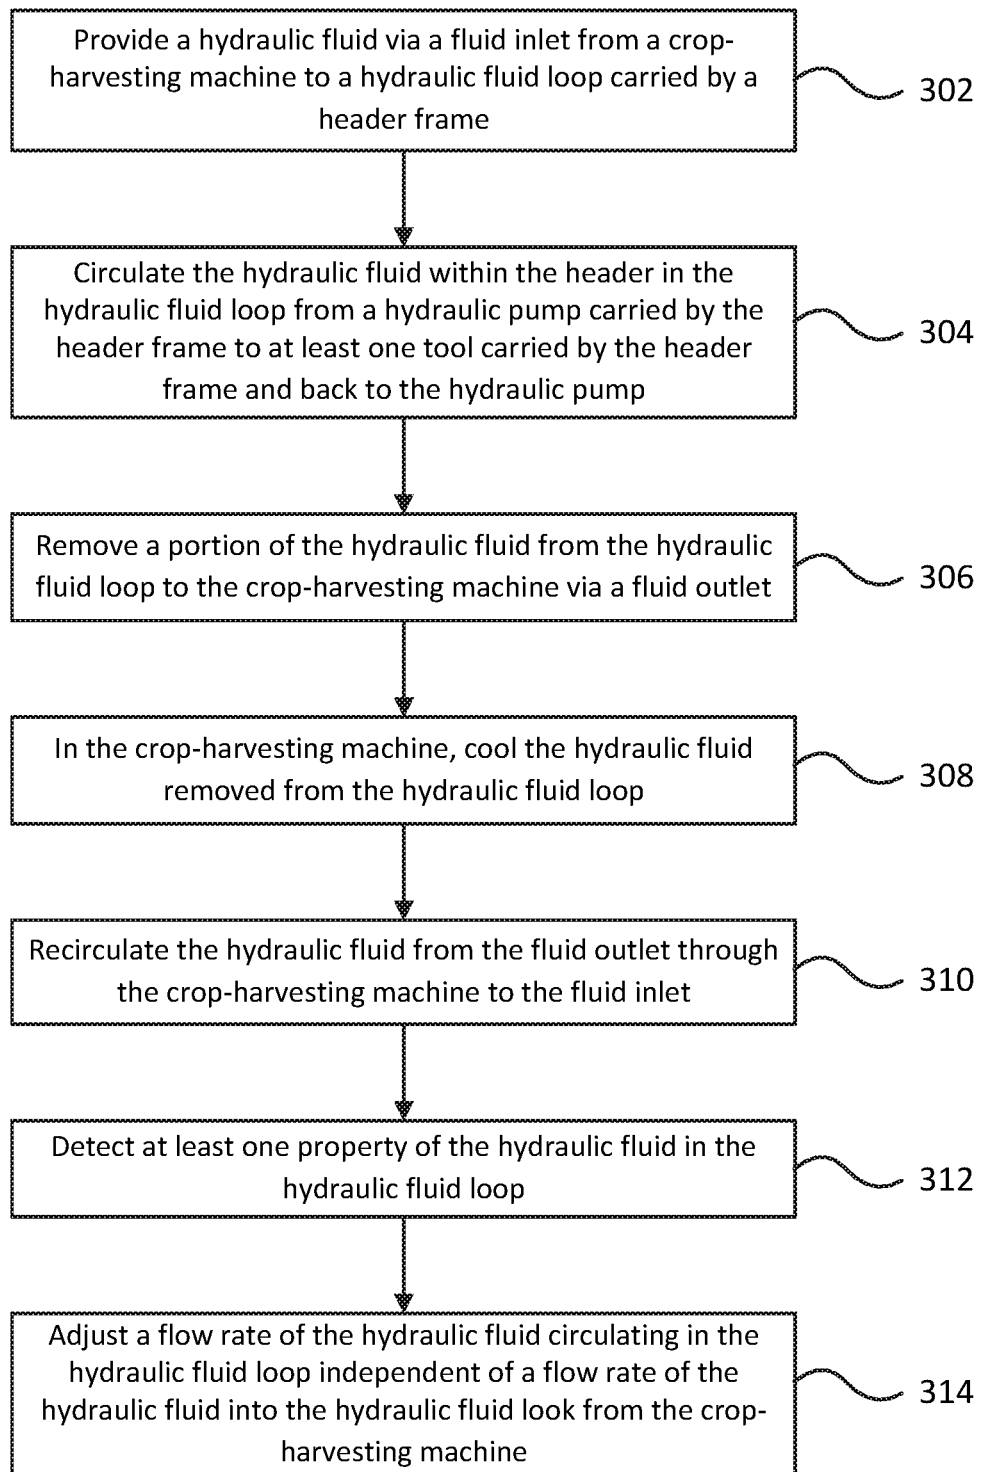 Provide a hydraulic fluid via a fluid inlet from a crop-
harvesting machine to a hydraulic fluid loop carried by a
header frame
302
Circulate the hydraulic fluid within the header in the
hydraulic fluid loop from a hydraulic pump carried by the
header frame to at least one tool carried by the header
frame and back to the hydraulic pump
304
Remove a portion of the hydraulic fluid from the hydraulic
fluid loop to the crop-harvesting machine via a fluid outlet
306
In the crop-harvesting machine, cool the hydraulic fluid
removed from the hydraulic fluid loop
308
Recirculate the hydraulic fluid from the fluid outlet through
the crop-harvesting machine to the fluid inlet
310
Detect at least one property of the hydraulic fluid in the
hydraulic fluid loop
312
Adjust a flow rate of the hydraulic fluid circulating in the
hydraulic fluid loop independent of a flow rate of the
hydraulic fluid into the hydraulic fluid look from the crop-
harvesting machine
314